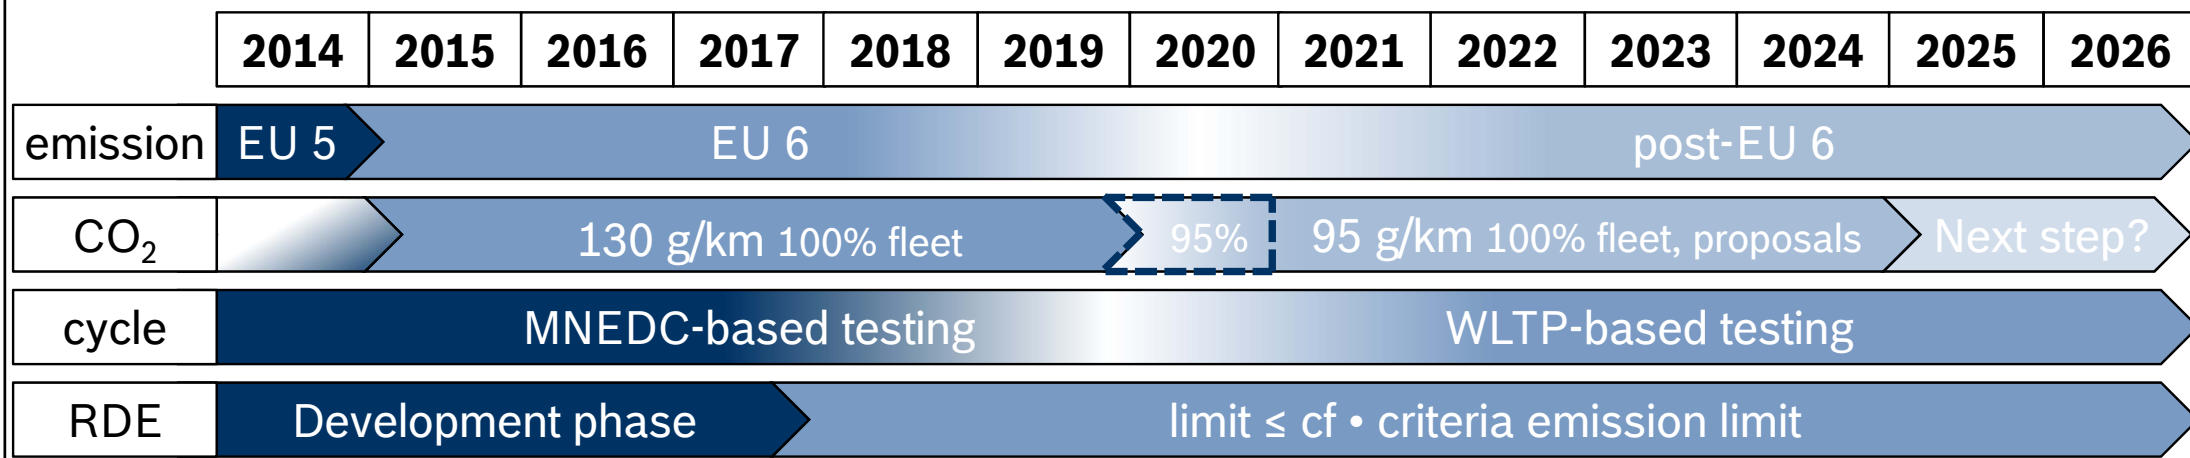 2014 2015 2016 2017 2018 2019 2020 2021 2022 2023 2024 2025 2026
emission EU 5 EU 6 post-EU 6
CO₂ 130 g/km 100% fleet 95% 95 g/km 100% fleet, proposals Next step?
cycle MNEDC-based testing WLTP-based testing
RDE Development phase limit ≤ cf • criteria emission limit